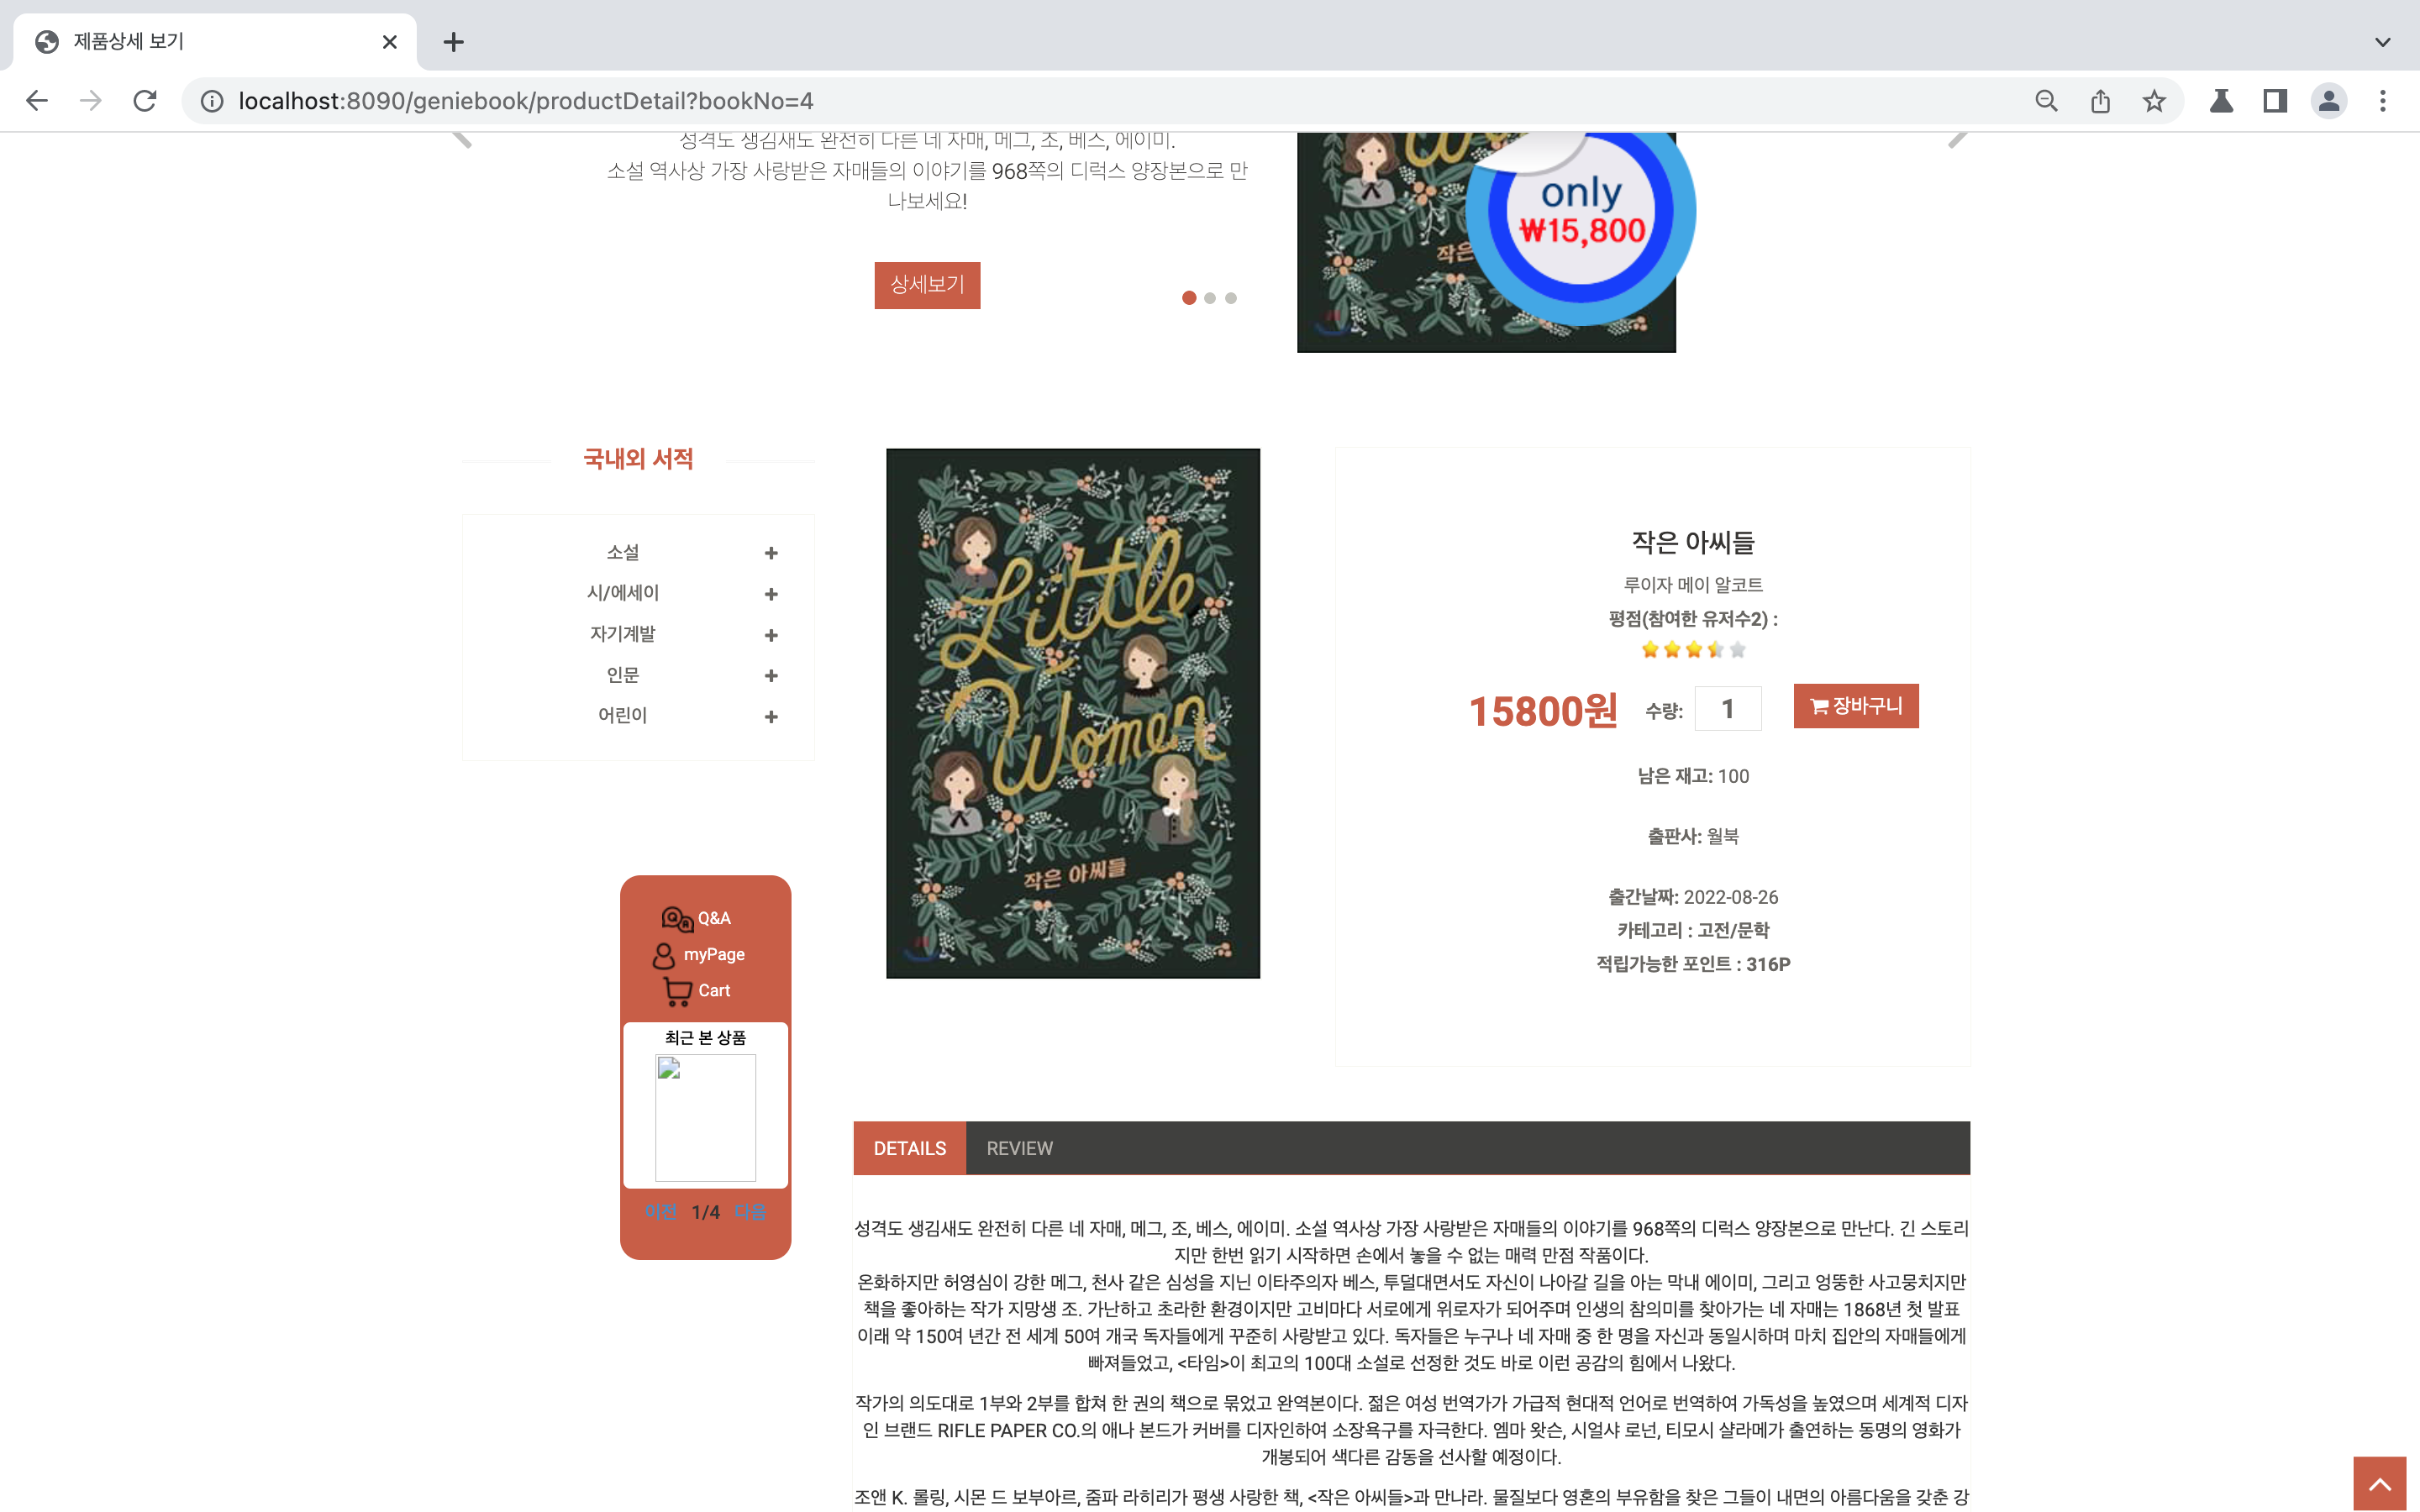 제품상세 보기
localhost:8090/geniebook/productDetail?bookNo=4
성격도 생김새도 완전히 다른 네 자매, 메그, 조, 베스, 에이미.
소설 역사상 가장 사랑받은 자매들의 이야기를 968쪽의 디럭스 양장본으로 만
나보세요!
상세보기
only
₩15,800
작은
국내외 서적
소설
시/에세이
자기계발
인문
어린이
Little
Women
작은 아씨들
작은 아씨들
루이자 메이 알코트
평점(참여한 유저수2) :
15800원 수량: 1 장바구니
남은 재고: 100
출판사: 윌북
출간날짜: 2022-08-26
카테고리 : 고전/문학
적립가능한 포인트 : 316P
Q&A
myPage
Cart
최근 본 상품
이전 1/4 다음
DETAILS REVIEW
성격도 생김새도 완전히 다른 네 자매, 메그, 조, 베스, 에이미. 소설 역사상 가장 사랑받은 자매들의 이야기를 968쪽의 디럭스 양장본으로 만난다. 긴 스토리
지만 한번 읽기 시작하면 손에서 놓을 수 없는 매력 만점 작품이다.
온화하지만 허영심이 강한 메그, 천사 같은 심성을 지닌 이타주의자 베스, 투덜대면서도 자신이 나아갈 길을 아는 막내 에이미, 그리고 엉뚱한 사고뭉치지만
책을 좋아하는 작가 지망생 조. 가난하고 초라한 환경이지만 고비마다 서로에게 위로자가 되어주며 인생의 참의미를 찾아가는 네 자매는 1868년 첫 발표
이래 약 150여 년간 전 세계 50여 개국 독자들에게 꾸준히 사랑받고 있다. 독자들은 누구나 네 자매 중 한 명을 자신과 동일시하며 마치 집안의 자매들에게
빠져들었고, <타임>이 최고의 100대 소설로 선정한 것도 바로 이런 공감의 힘에서 나왔다.
작가의 의도대로 1부와 2부를 합쳐 한 권의 책으로 묶었고 완역본이다. 젊은 여성 번역가가 가급적 현대적 언어로 번역하여 가독성을 높였으며 세계적 디자
인 브랜드 RIFLE PAPER CO.의 애나 본드가 커버를 디자인하여 소장욕구를 자극한다. 엠마 왓슨, 시얼샤 로넌, 티모시 샬라메가 출연하는 동명의 영화가
개봉되어 색다른 감동을 선사할 예정이다.
조앤 K. 롤링, 시몬 드 보부아르, 줌파 라히리가 평생 사랑한 책, <작은 아씨들>과 만나라. 물질보다 영혼의 부유함을 찾은 그들이 내면의 아름다움을 갖춘 강